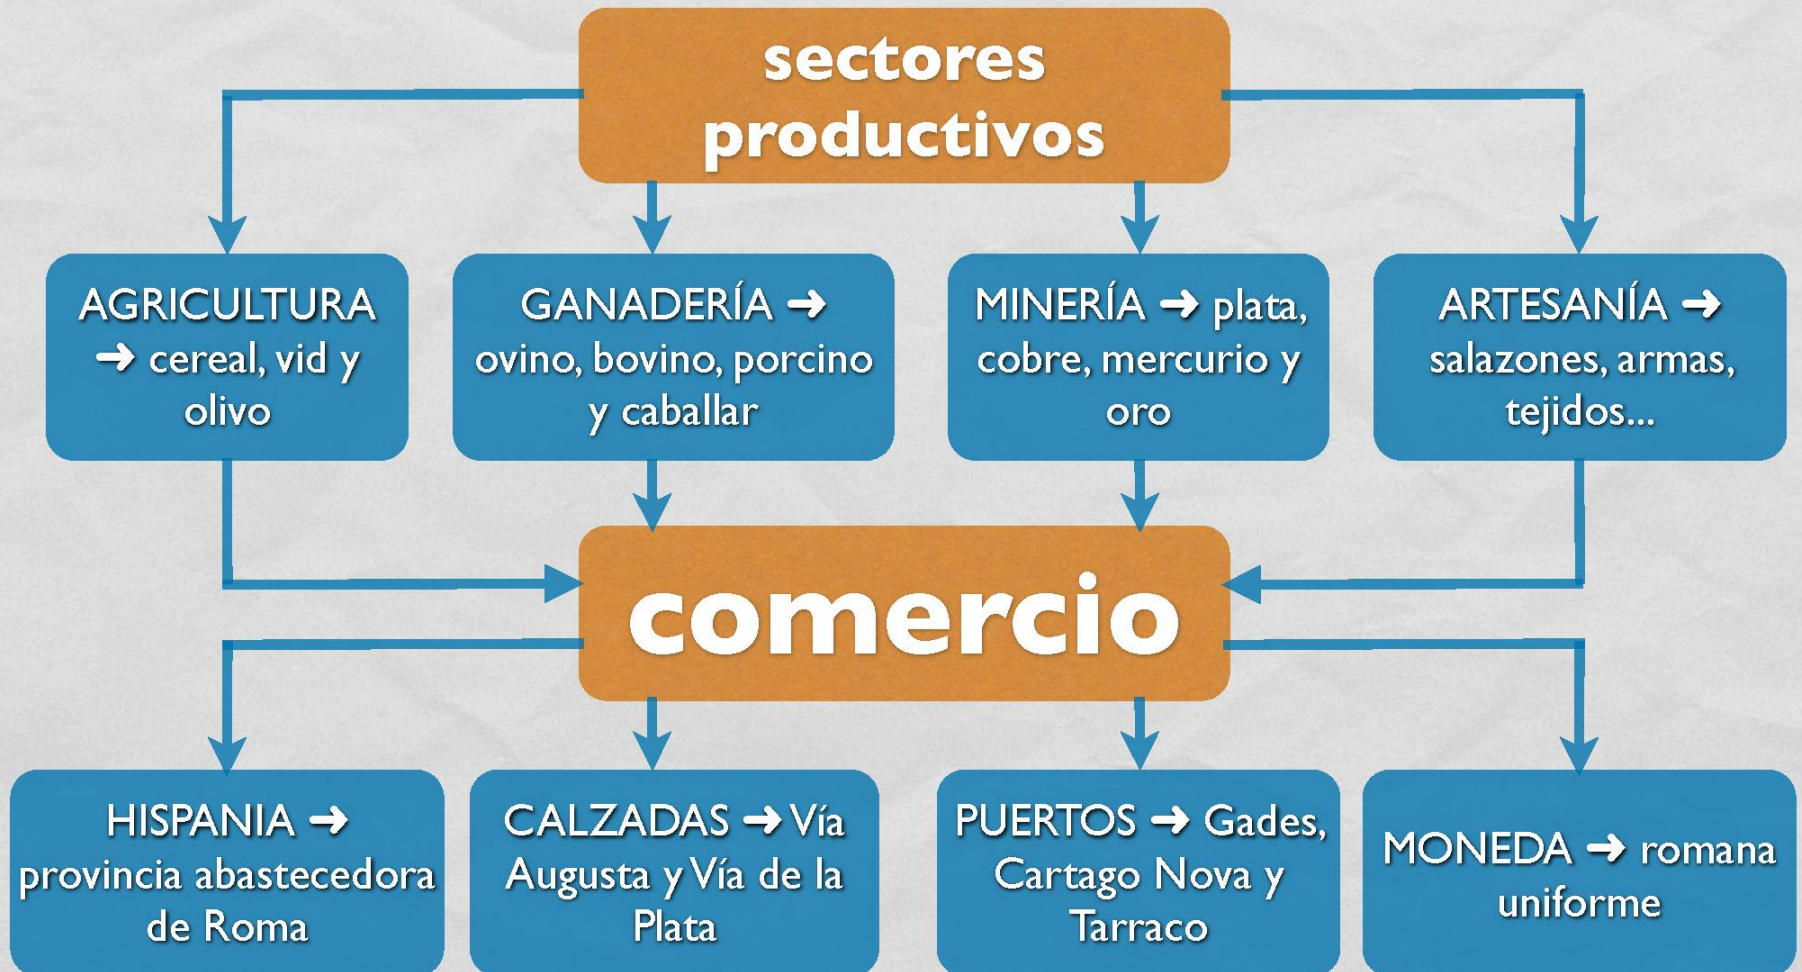 sectores
productivos
AGRICULTURA
➜ cereal, vid y
olivo
GANADERÍA ➜
ovino, bovino, porcino
y caballar
MINERÍA ➜ plata,
cobre, mercurio y
oro
ARTESANÍA ➜
salazones, armas,
tejidos...
comercio
HISPANIA ➜
provincia abastecedora
de Roma
CALZADAS ➜ Vía
Augusta y Vía de la
Plata
PUERTOS ➜ Gades,
Cartago Nova y
Tarraco
MONEDA ➜ romana
uniforme